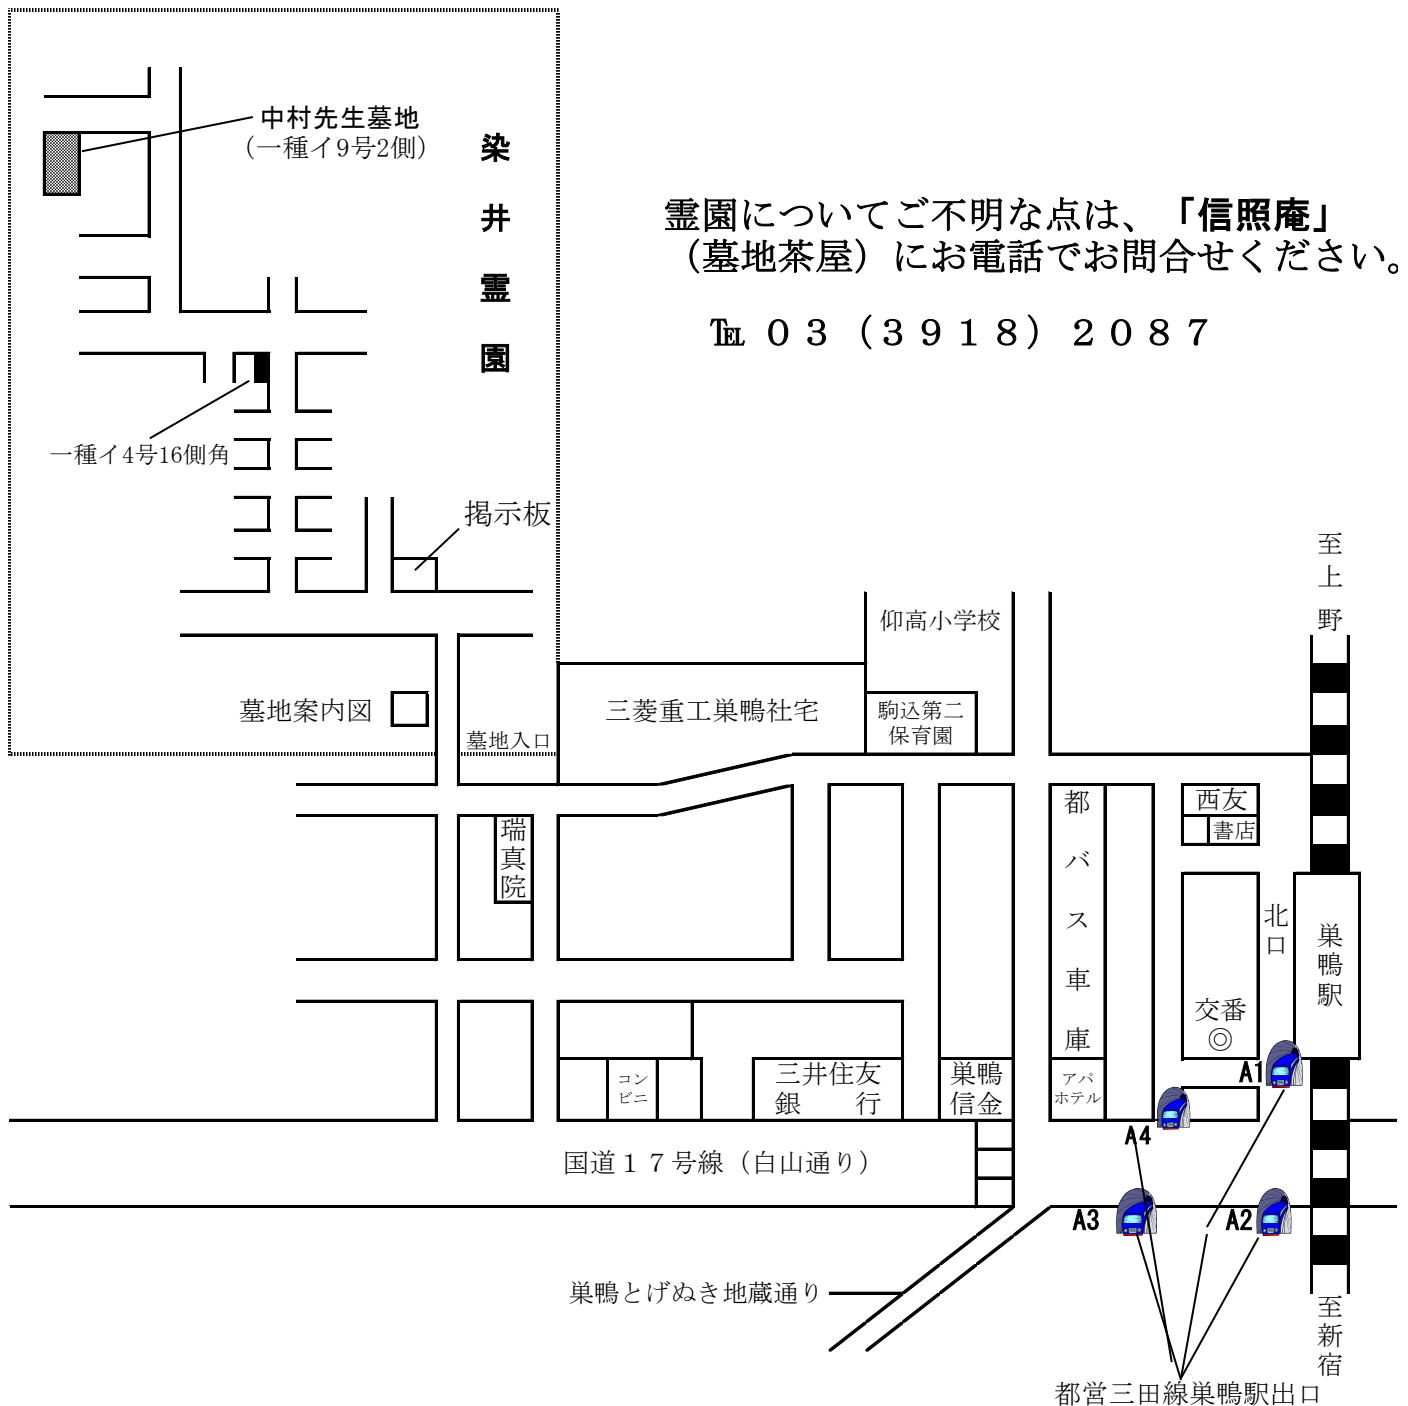 中村先生墓地
(一種イ9号2側)
染井霊園
霊園についてご不明な点は、「信照庵」
（墓地茶屋）にお電話でお問合せください。
℡ ０３（３９１８）２０８７
一種イ4号16側角
掲示板
至上野
仰高小学校
墓地案内図
三菱重工巣鴨社宅
駒込第二
保育園
墓地入口
瑞真院
都バス車庫
西友
書店
北口
巣鴨駅
交番
◎
A1
コン
ビニ
三井住友
銀　行
巣鴨
信金
アパ
ホテル
A4
国道１７号線（白山通り）
A3
A2
巣鴨とげぬき地蔵通り
至新宿
都営三田線巣鴨駅出口